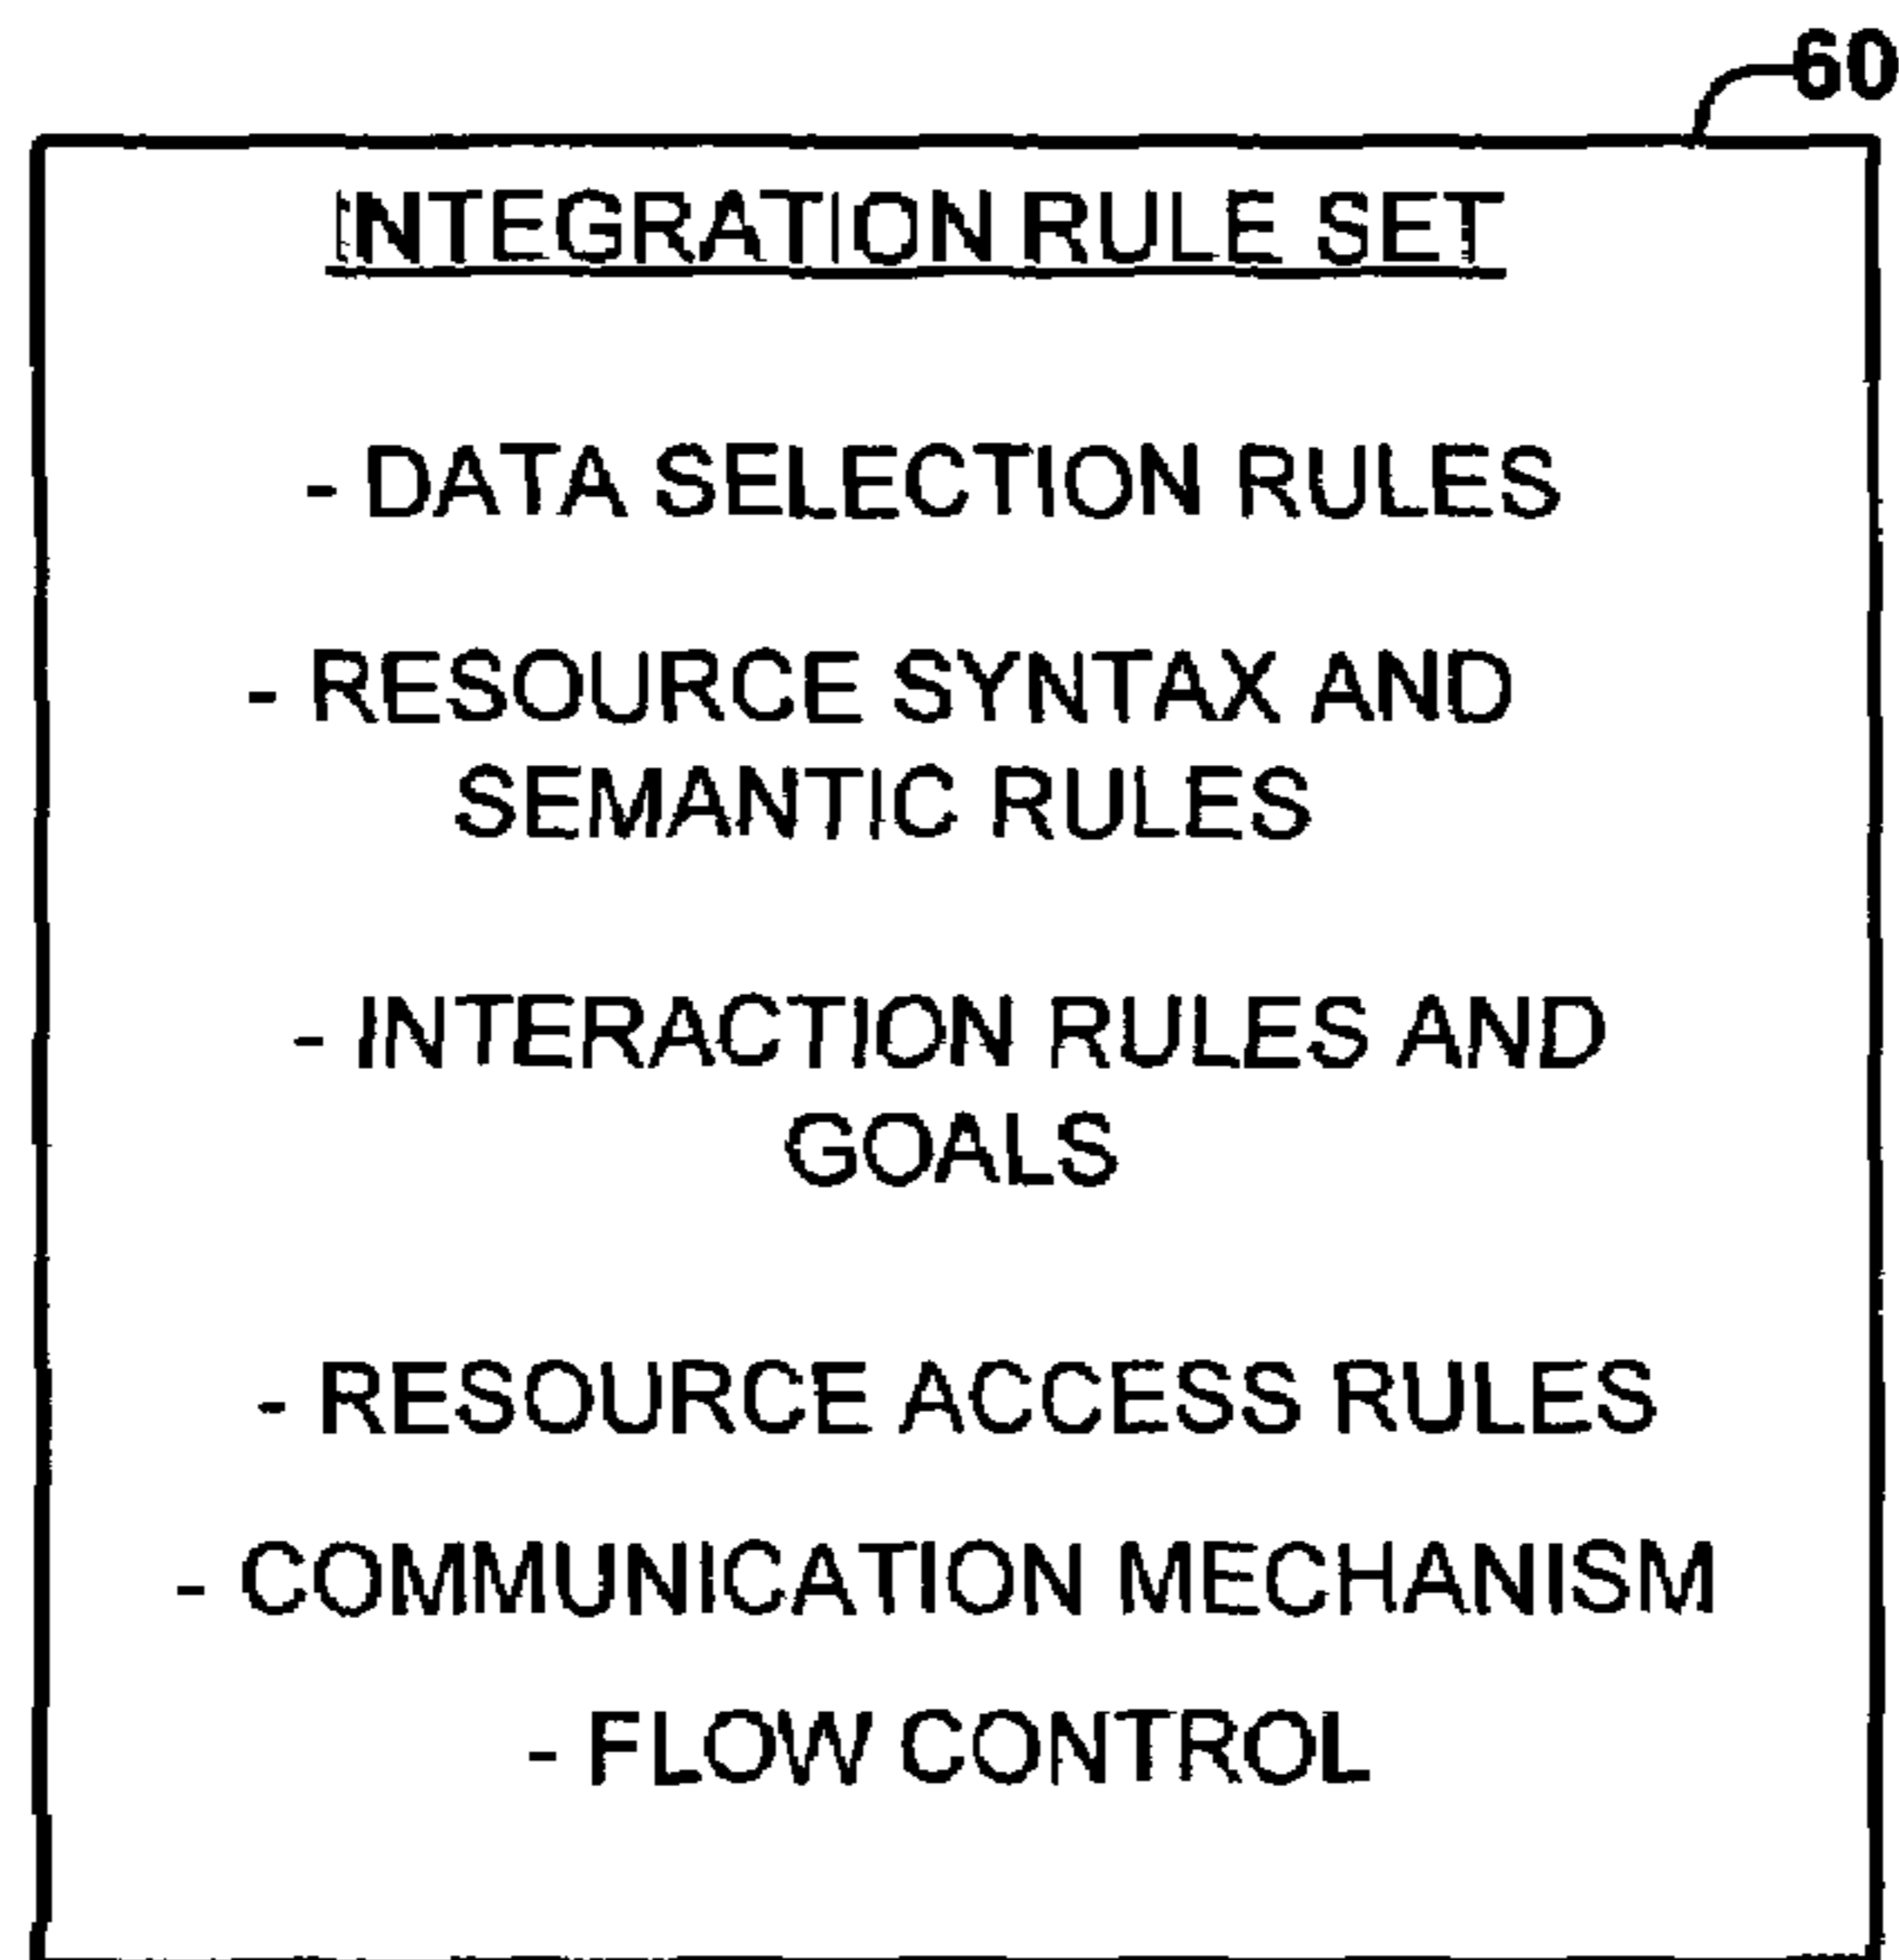 60
INTEGRATION RULE SET
- DATA SELECTION RULES
- RESOURCE SYNTAX AND
SEMANTIC RULES
- INTERACTION RULES AND
GOALS
- RESOURCE ACCESS RULES
- COMMUNICATION MECHANISM
- FLOW CONTROL